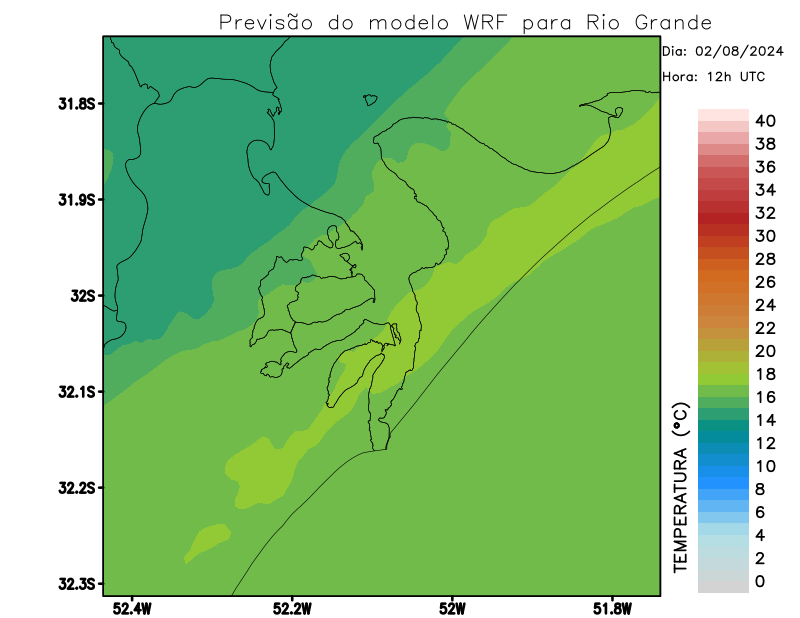 Previsão do modelo WRF para Rio Grande
Dia: 02/08/2024
Hora: 12h UTC
31.8S
31.9S
32S
32.1S
32.2S
32.3S
52.4W
52.2W
52W
51.8W
TEMPERATURA (°C)
40
38
36
34
32
30
28
26
24
22
20
18
16
14
12
10
8
6
4
2
0